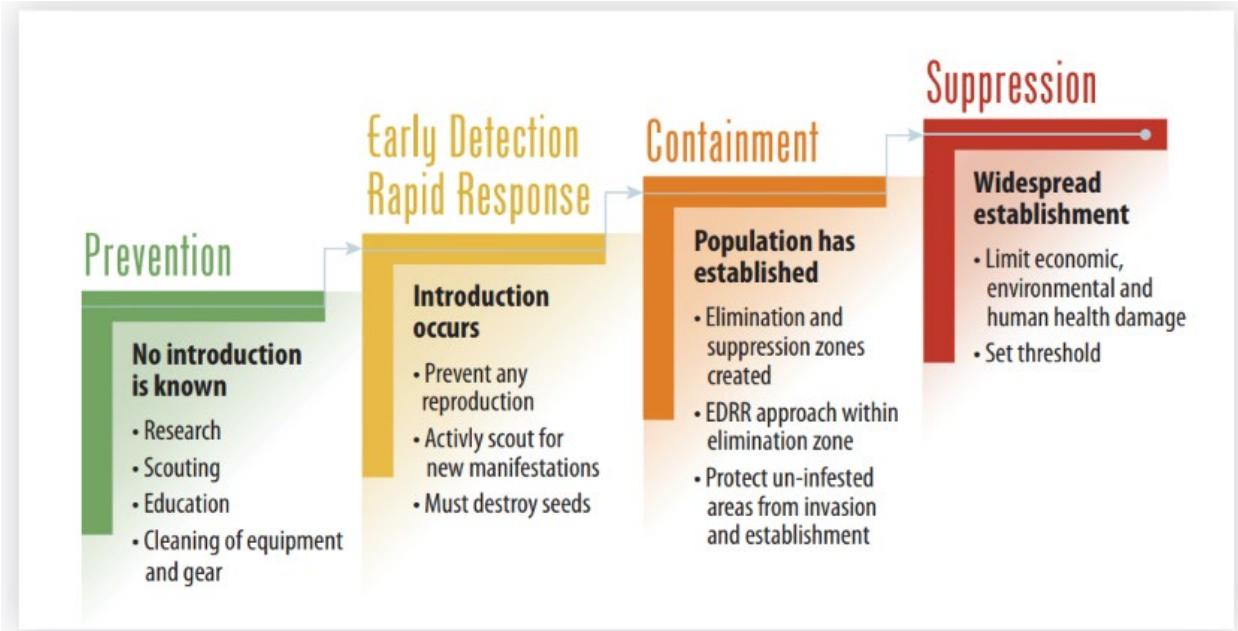 Prevention
No introduction
is known
• Research
• Scouting
• Education
• Cleaning of equipment
and gear
Early Detection
Rapid Response
Introduction
occurs
• Prevent any
reproduction
• Activly scout for
new manifestations
• Must destroy seeds
Containment
Population has
established
• Elimination and
suppression zones
created
• EDRR approach within
elimination zone
• Protect un-infested
areas from invasion
and establishment
Suppression
Widespread
establishment
• Limit economic,
environmental and
human health damage
• Set threshold